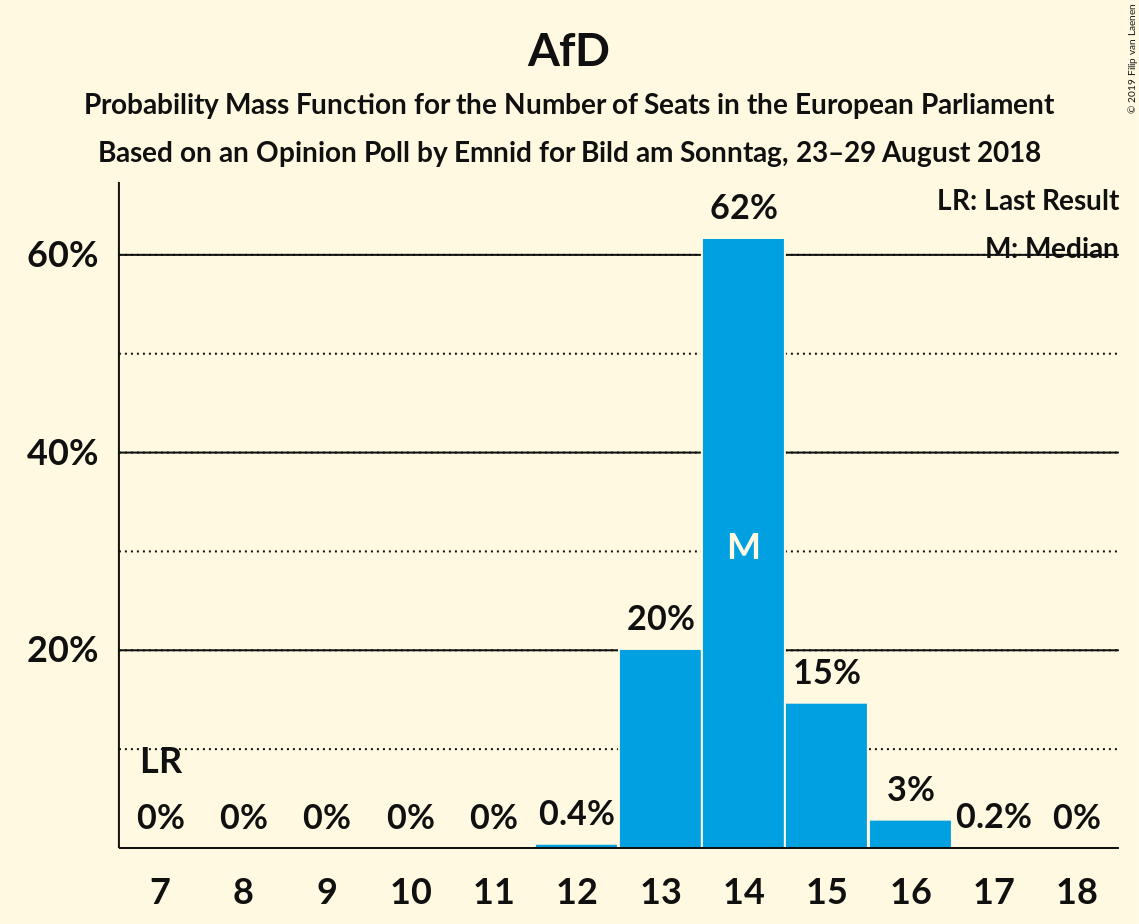 AfD
Probability Mass Function for the Number of Seats in the European Parliament
Based on an Opinion Poll by Emnid for Bild am Sonntag, 23–29 August 2018
© 2019 Filip van Laenen
LR: Last Result
M: Median
60%
40%
20%
LR
0%
0%
0%
0%
0%
0.4%
20%
62%
M
15%
3%
0.2%
0%
7 8 9 10 11 12 13 14 15 16 17 18